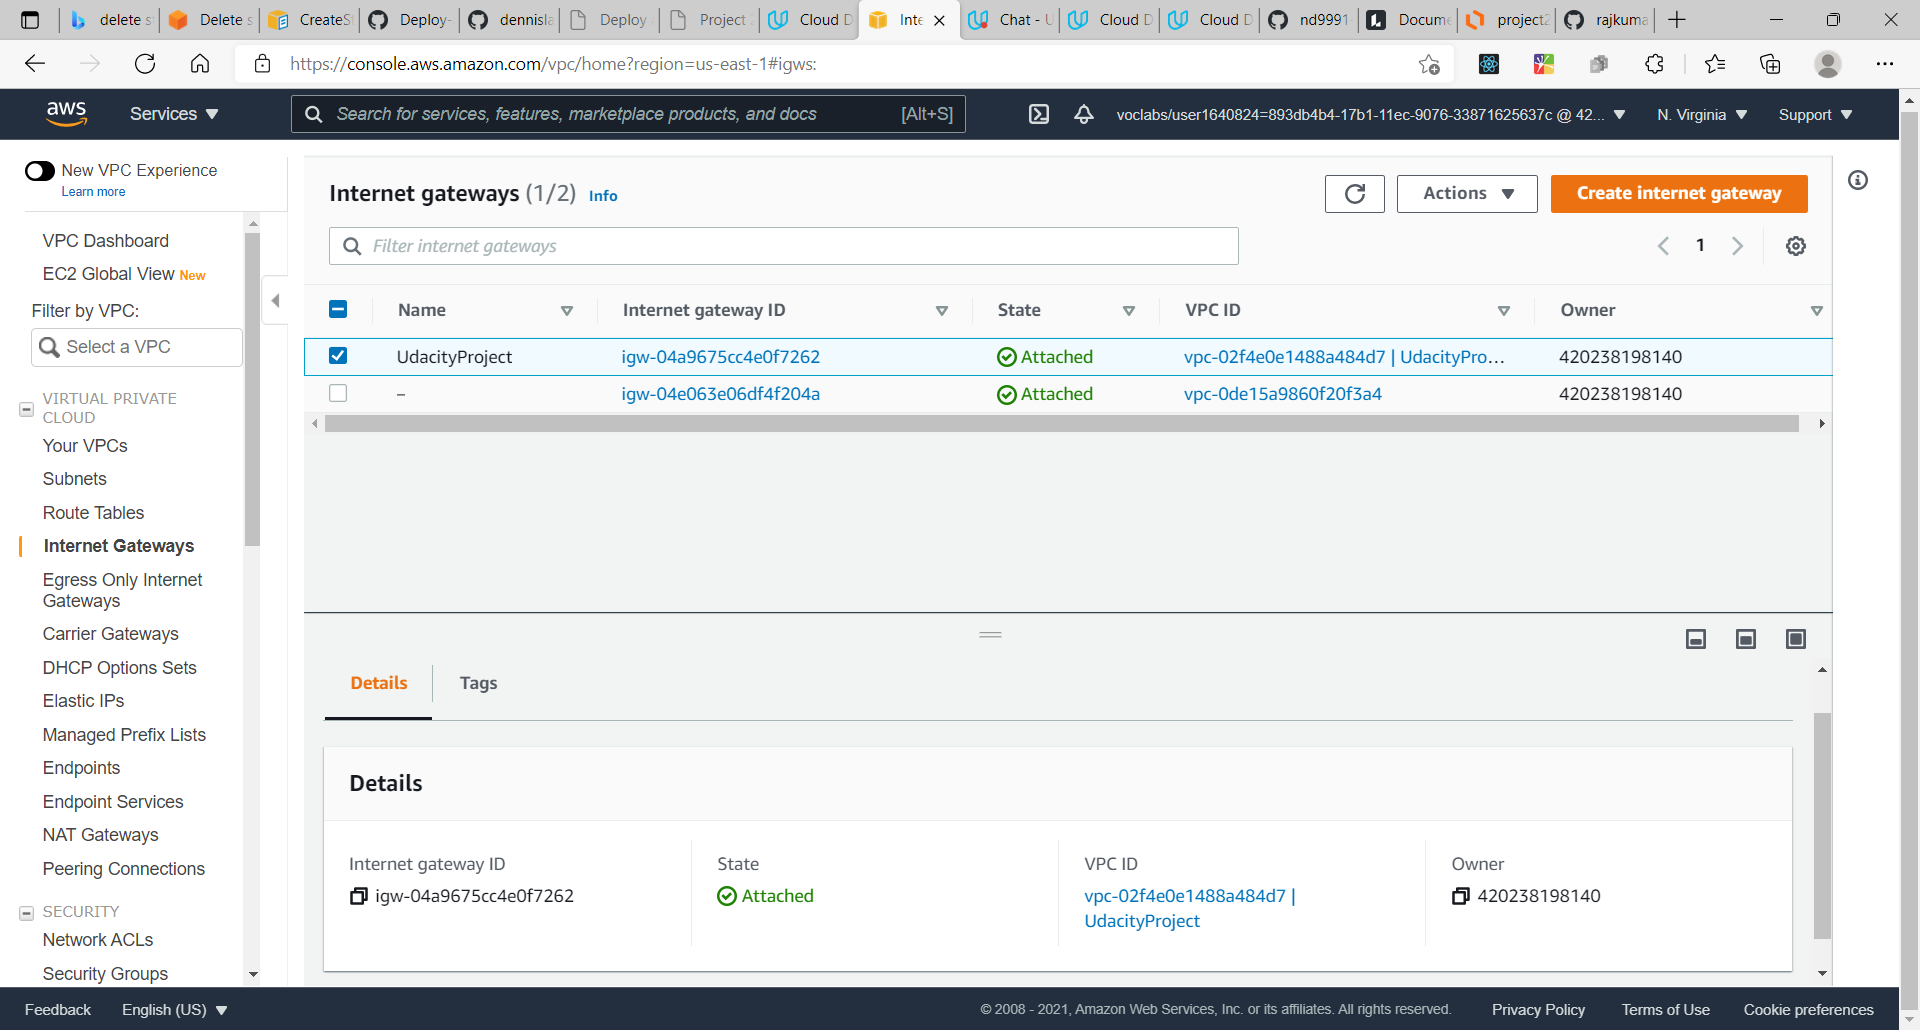 delete s
Delete s
CreateSt
Deploy-
dennisla
Deploy
Project 2
Cloud D
Inte
Chat - U
Cloud D
Cloud D
nd9991
Docume
project2
rajkuma
https://console.aws.amazon.com/vpc/home?region=us-east-1#igws:
aws
Services
Search for services, features, marketplace products, and docs [Alt+S]
voclabs/user1640824=893db4b4-17b1-11ec-9076-33871625637c @ 42...
N. Virginia
Support
New VPC Experience
Learn more
VPC Dashboard
EC2 Global View New
Filter by VPC:
Select a VPC
VIRTUAL PRIVATE
CLOUD
Your VPCs
Subnets
Route Tables
Internet Gateways
Egress Only Internet
Gateways
Carrier Gateways
DHCP Options Sets
Elastic IPs
Managed Prefix Lists
Endpoints
Endpoint Services
NAT Gateways
Peering Connections
SECURITY
Network ACLs
Security Groups
Internet gateways (1/2) Info
Actions
Create internet gateway
Filter internet gateways
1
Name Internet gateway ID State VPC ID Owner
UdacityProject igw-04a9675cc4e0f7262 Attached vpc-02f4e0e1488a484d7 | UdacityPro... 420238198140
– igw-04e063e06df4f204a Attached vpc-0de15a9860f20f3a4 420238198140
Details Tags
Details
Internet gateway ID State VPC ID Owner
igw-04a9675cc4e0f7262 Attached vpc-02f4e0e1488a484d7 | 420238198140
UdacityProject
Feedback English (US) © 2008 - 2021, Amazon Web Services, Inc. or its affiliates. All rights reserved. Privacy Policy Terms of Use Cookie preferences